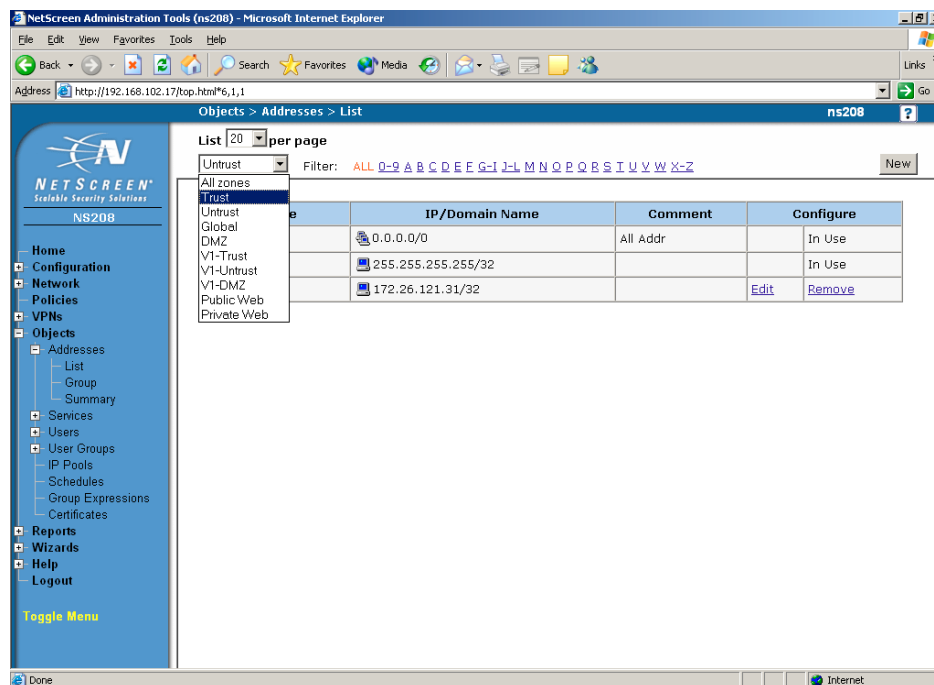 NetScreen Administration Tools (ns208) - Microsoft Internet Explorer
File Edit View Favorites Tools Help
Back Search Favorites Media Links
Address http://192.168.102.17/top.html*6,1,1 Go
Objects > Addresses > List ns208 ?
List 20 per page
Untrust Filter: ALL 0-9 A B C D E F G-I J-L M N O P Q R S T U V W X-Z New
All zones
Trust
Untrust
Global
DMZ
V1-Trust
V1-Untrust
V1-DMZ
Public Web
Private Web
e IP/Domain Name Comment Configure
0.0.0.0/0 All Addr In Use
255.255.255.255/32 In Use
172.26.121.31/32 Edit Remove
N
NETSCREEN
Scalable Security Solutions
NS208
Home
Configuration
Network
Policies
VPNs
Objects
Addresses
List
Group
Summary
Services
Users
User Groups
IP Pools
Schedules
Group Expressions
Certificates
Reports
Wizards
Help
Logout
Toggle Menu
Done Internet